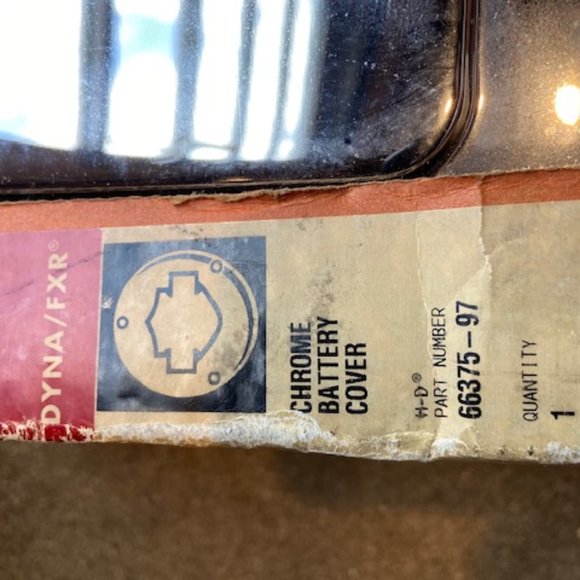 DYNA/FXR®
CHROME
BATTERY
COVER
H-D®
PART NUMBER
66375-97
QUANTITY
1